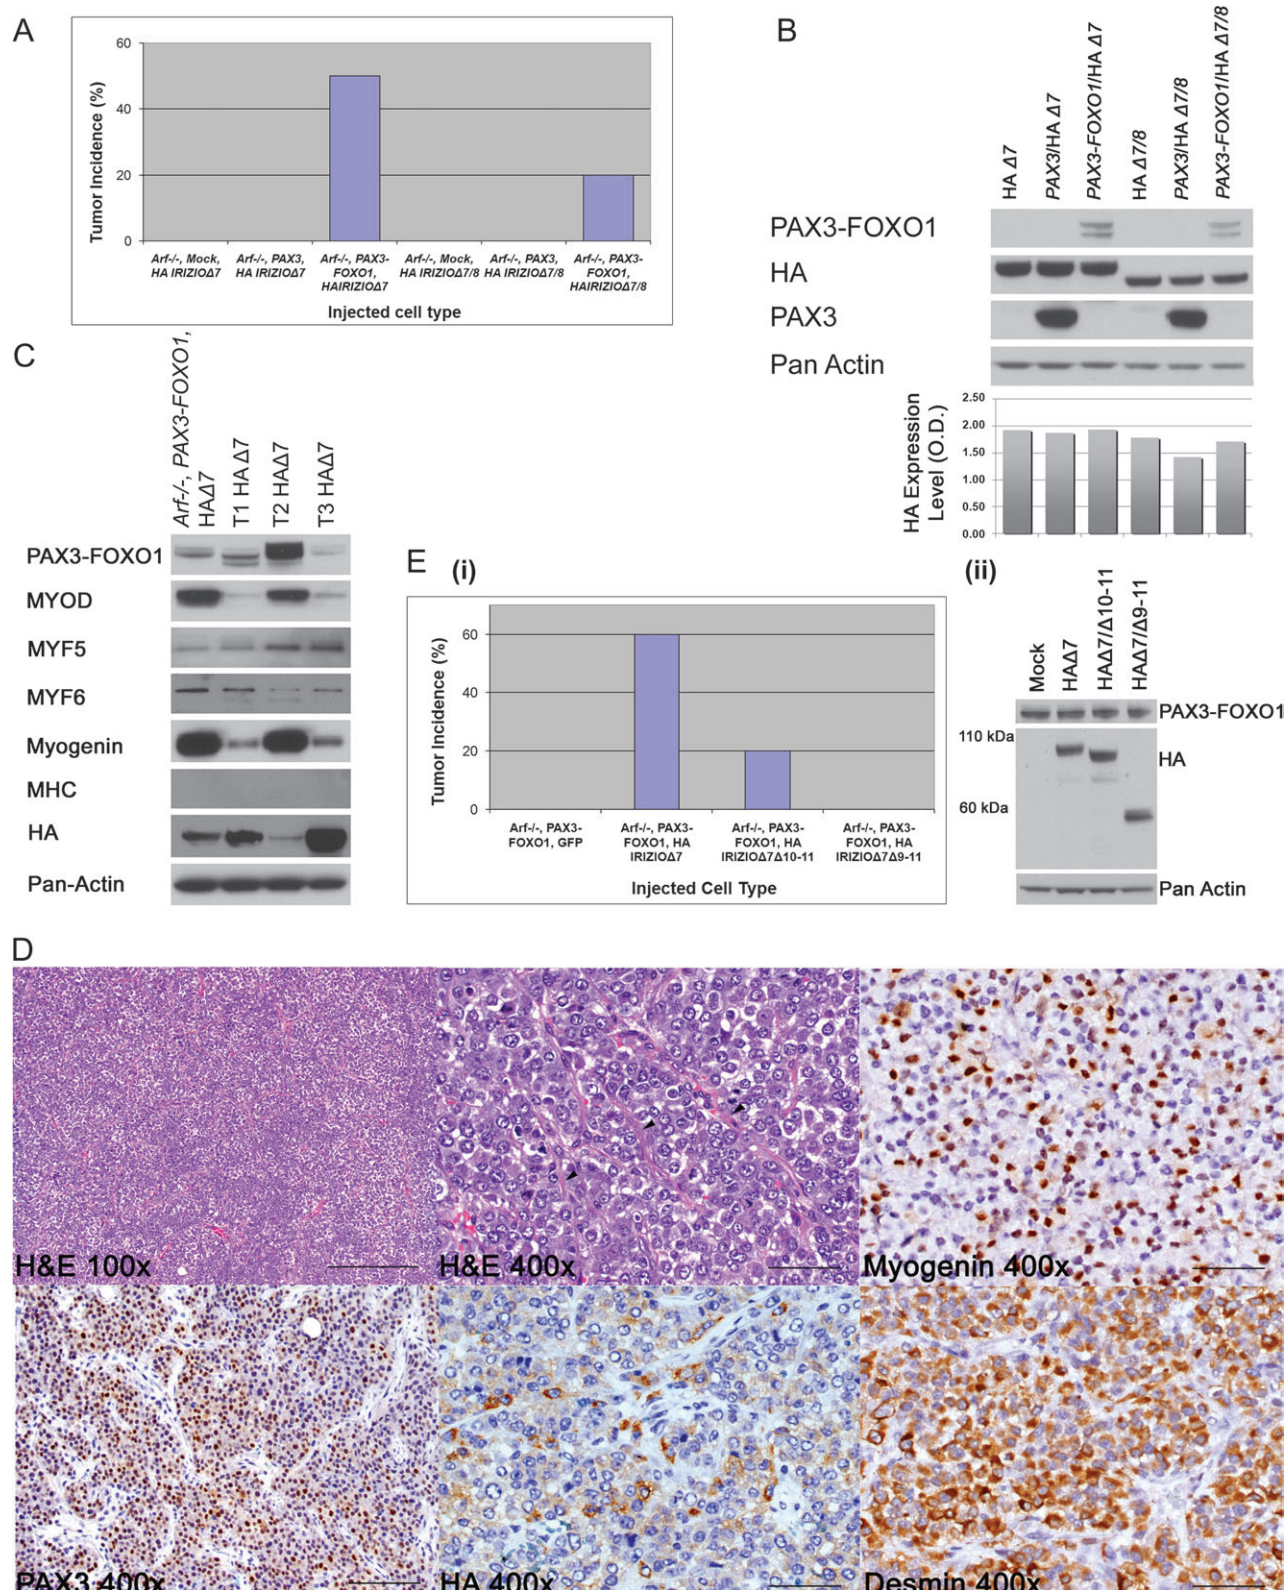 A
60
40
20
0
Tumor Incidence (%)
Arf-/-, Mock, HA IRIZIOΔ7
Arf-/-, PAX3, HA IRIZIOΔ7
Arf-/-, PAX3-FOXO1, HAIRIZIOΔ7
Arf-/-, Mock, HA IRIZIOΔ7/8
Arf-/-, PAX3, HA IRIZIOΔ7/8
Arf-/-, PAX3-FOXO1, HAIRIZIOΔ7/8
Injected cell type
B
HA Δ7
PAX3/HA Δ7
PAX3-FOXO1/HA Δ7
HA Δ7/8
PAX3/HA Δ7/8
PAX3-FOXO1/HA Δ7/8
PAX3-FOXO1
HA
PAX3
Pan Actin
HA Expression
Level (O.D.)
2.50
2.00
1.50
1.00
0.50
0.00
C
Arf-/-, PAX3-FOXO1,
HAΔ7
T1 HA Δ7
T2 HAΔ7
T3 HAΔ7
PAX3-FOXO1
MYOD
MYF5
MYF6
Myogenin
MHC
HA
Pan-Actin
E
(i)
60
40
20
0
Tumor Incidence (%)
Arf-/-, PAX3-FOXO1, GFP
Arf-/-, PAX3-FOXO1, HA IRIZIOΔ7
Arf-/-, PAX3-FOXO1, HA IRIZIOΔ7Δ10-11
Arf-/-, PAX3-FOXO1, HA IRIZIOΔ7Δ9-11
Injected Cell Type
(ii)
Mock
HAΔ7
HAΔ7/Δ10-11
HAΔ7/Δ9-11
PAX3-FOXO1
110 kDa
HA
60 kDa
Pan Actin
D
H&E 100x
H&E 400x
Myogenin 400x
PAX3 400x
HA 400x
Desmin 400x